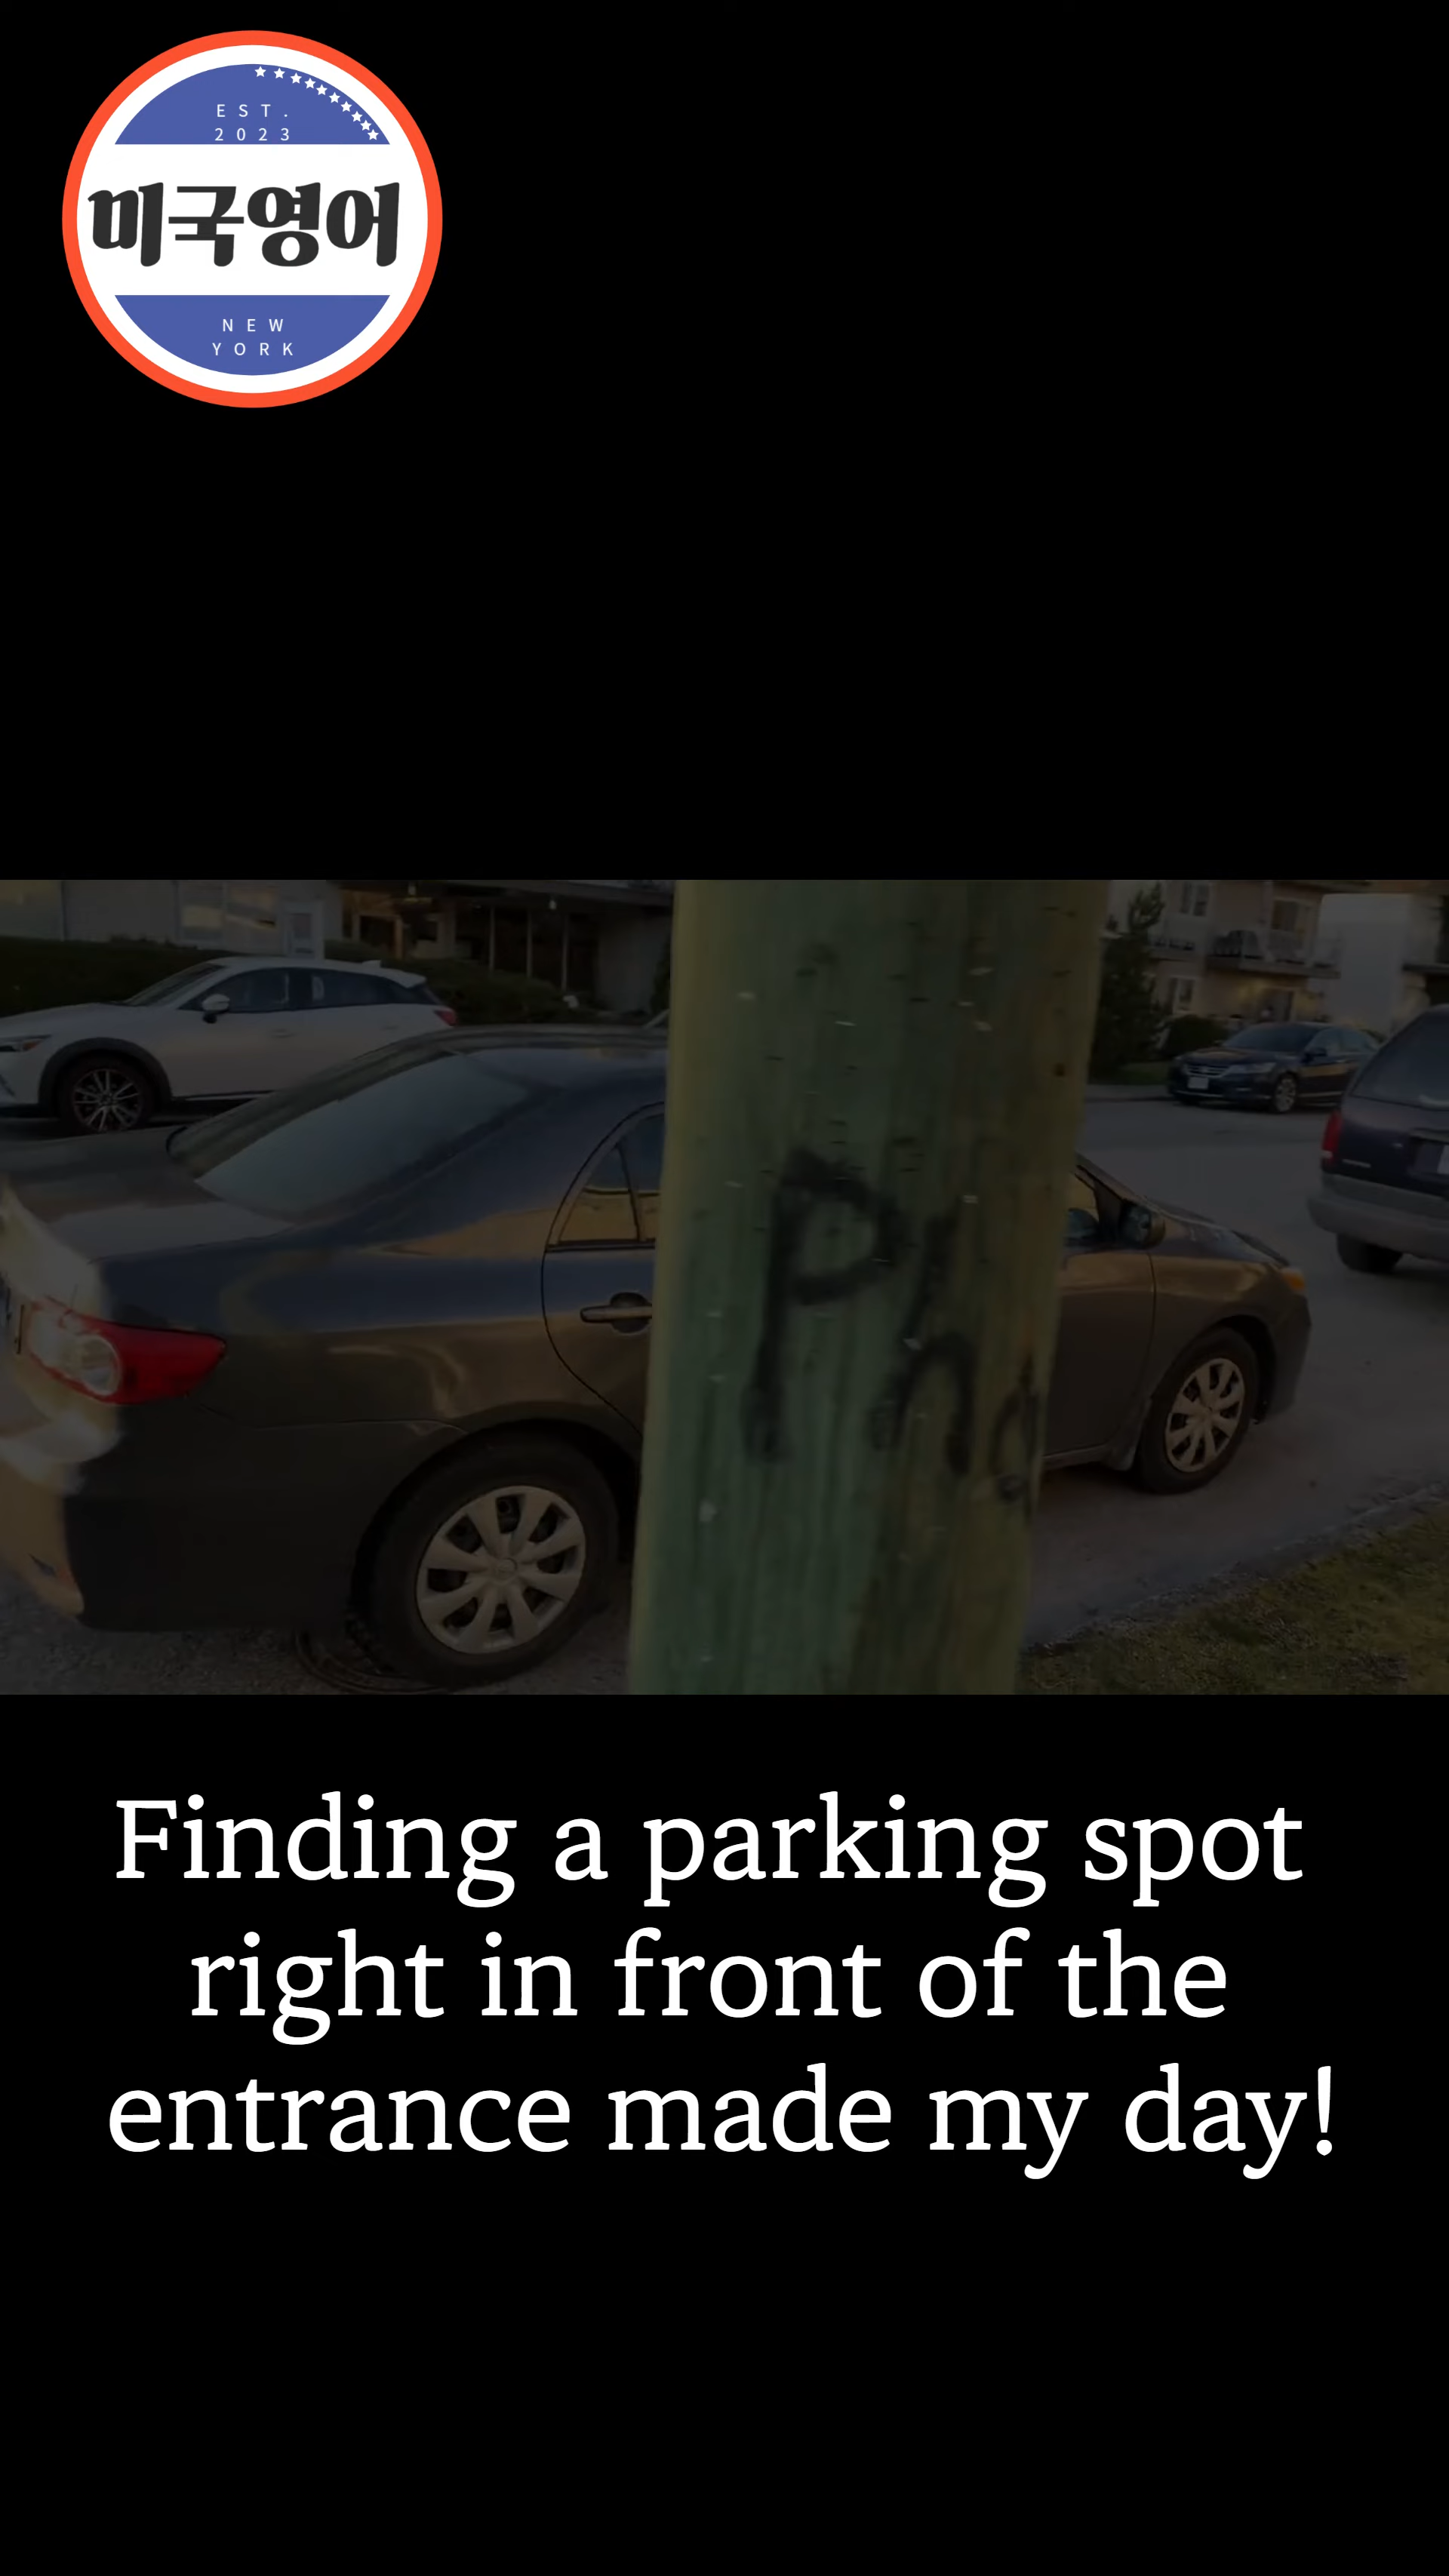 EST.
2023
미국영어
NEW
YORK
Finding a parking spot
right in front of the
entrance made my day!